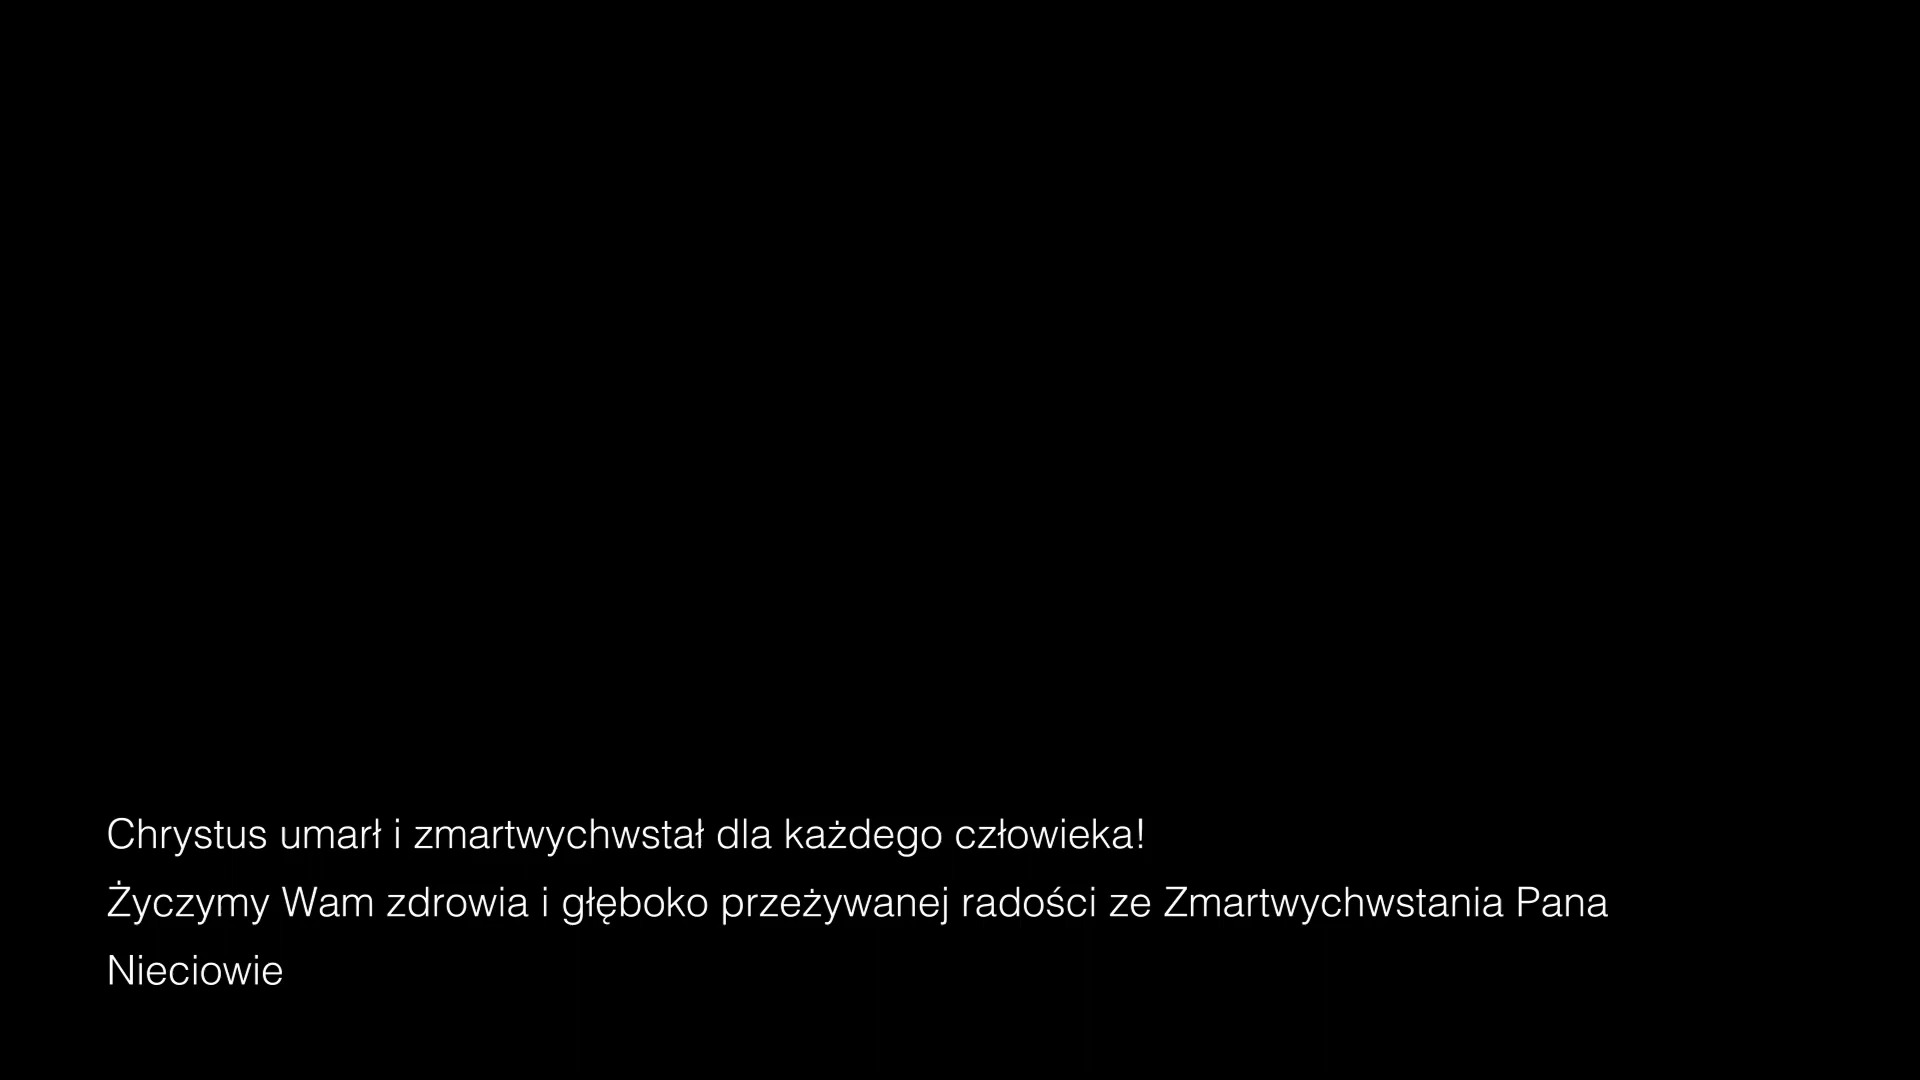 Chrystus umarł i zmartwychwstał dla każdego człowieka!
Życzymy Wam zdrowia i głęboko przeżywanej radości ze Zmartwychwstania Pana
Nieciowie